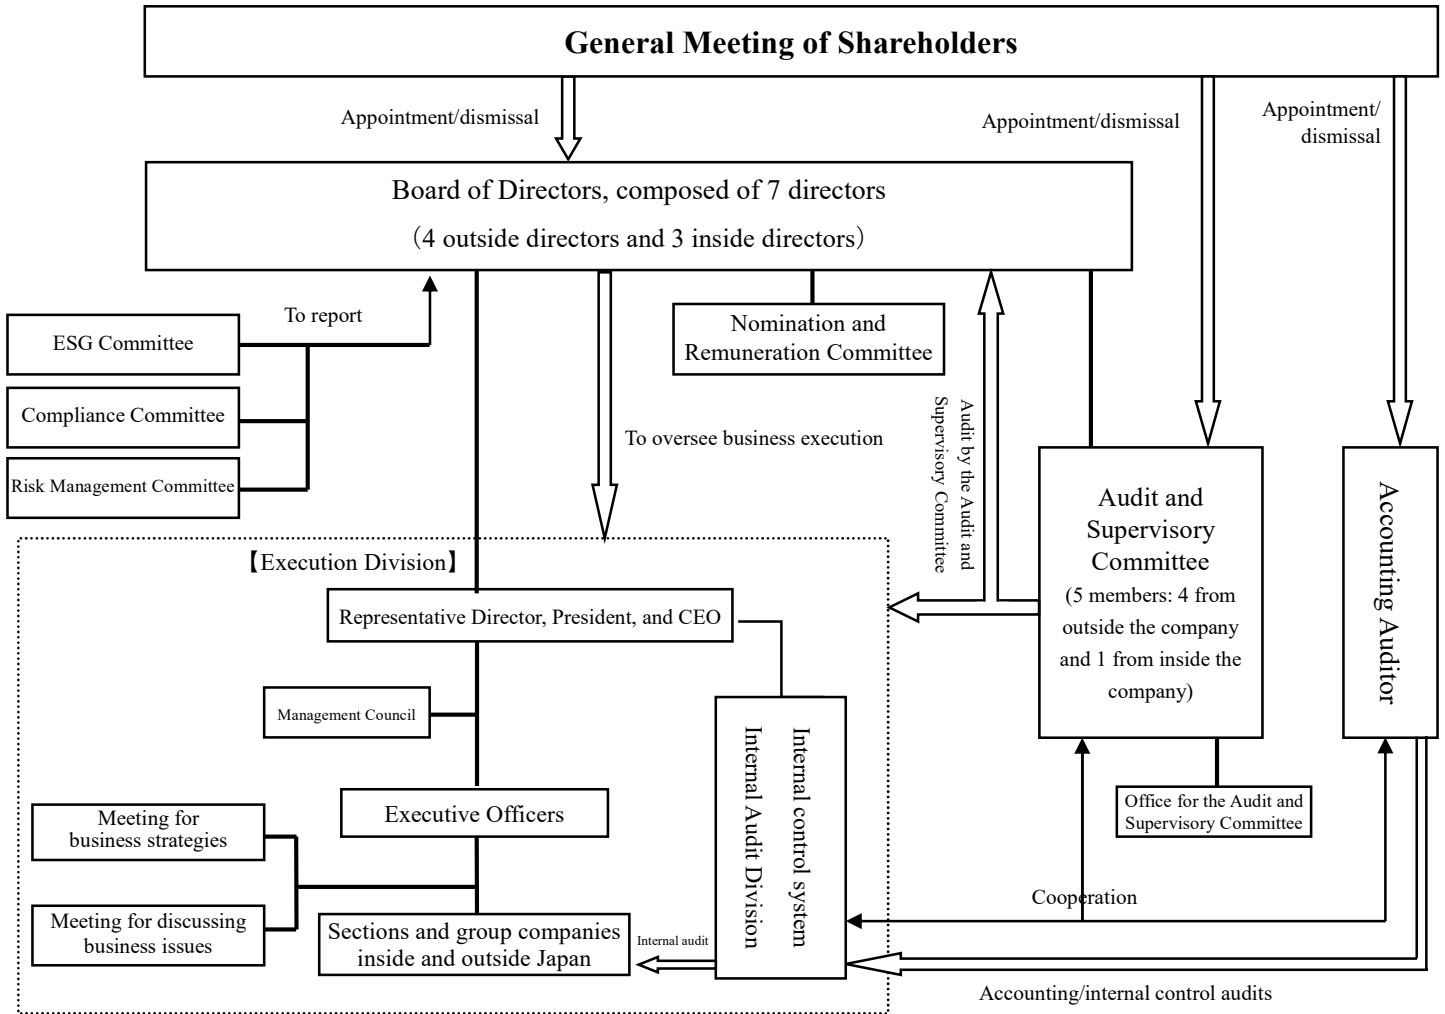 General Meeting of Shareholders
Appointment/dismissal
Appointment/dismissal
Appointment/
dismissal
Board of Directors, composed of 7 directors
（4 outside directors and 3 inside directors）
To report
ESG Committee
Compliance Committee
Risk Management Committee
Nomination and
Remuneration Committee
To oversee business execution
Audit by the Audit and
Supervisory Committee
Audit and
Supervisory
Committee
(5 members: 4 from
outside the company
and 1 from inside the
company)
Accounting Auditor
【Execution Division】
Representative Director, President, and CEO
Management Council
Internal control system
Internal Audit Division
Executive Officers
Meeting for
business strategies
Meeting for discussing
business issues
Sections and group companies
inside and outside Japan
Internal audit
Office for the Audit and
Supervisory Committee
Cooperation
Accounting/internal control audits